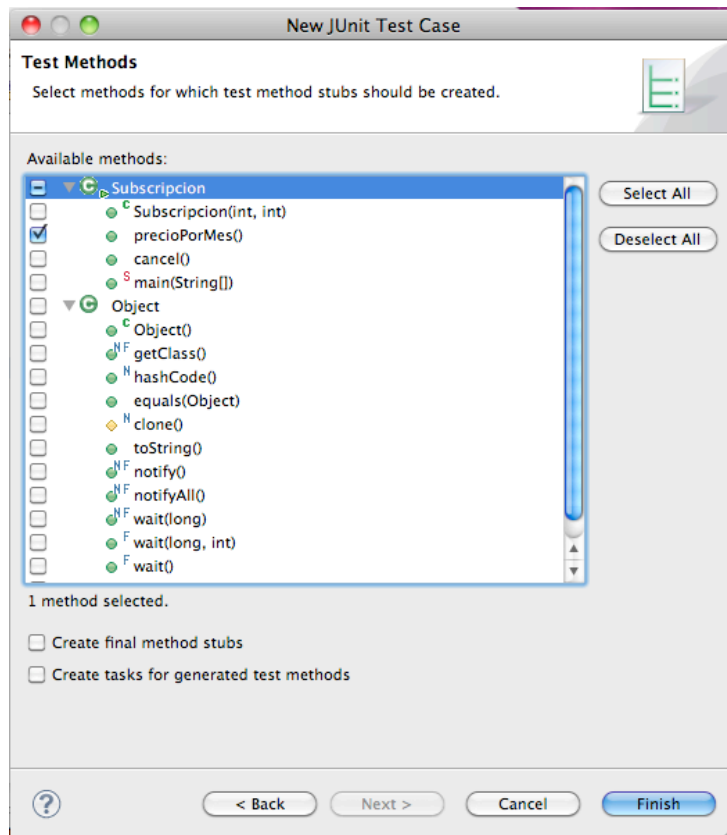 New JUnit Test Case
Test Methods
Select methods for which test method stubs should be created.
Available methods:
Subscripcion
C Subscripcion(int, int)
precioPorMes()
cancel()
S main(String[])
Object
C Object()
N F getClass()
N hashCode()
equals(Object)
N clone()
toString()
N F notify()
N F notifyAll()
N F wait(long)
F wait(long, int)
F wait()
Select All
Deselect All
1 method selected.
Create final method stubs
Create tasks for generated test methods
? < Back Next > Cancel Finish